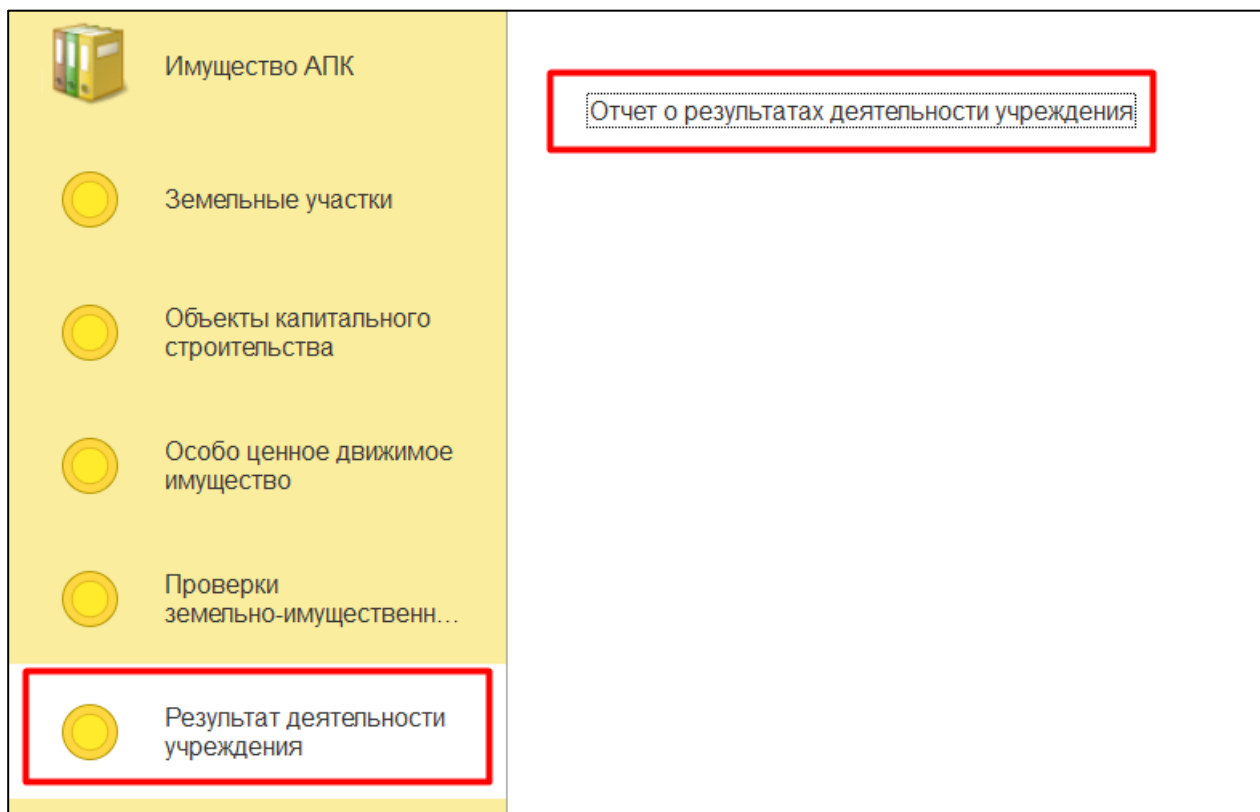 Имущество АПК
Земельные участки
Объекты капитального
строительства
Особо ценное движимое
имущество
Проверки
земельно-имущественн...
Результат деятельности
учреждения
Отчет о результатах деятельности учреждения